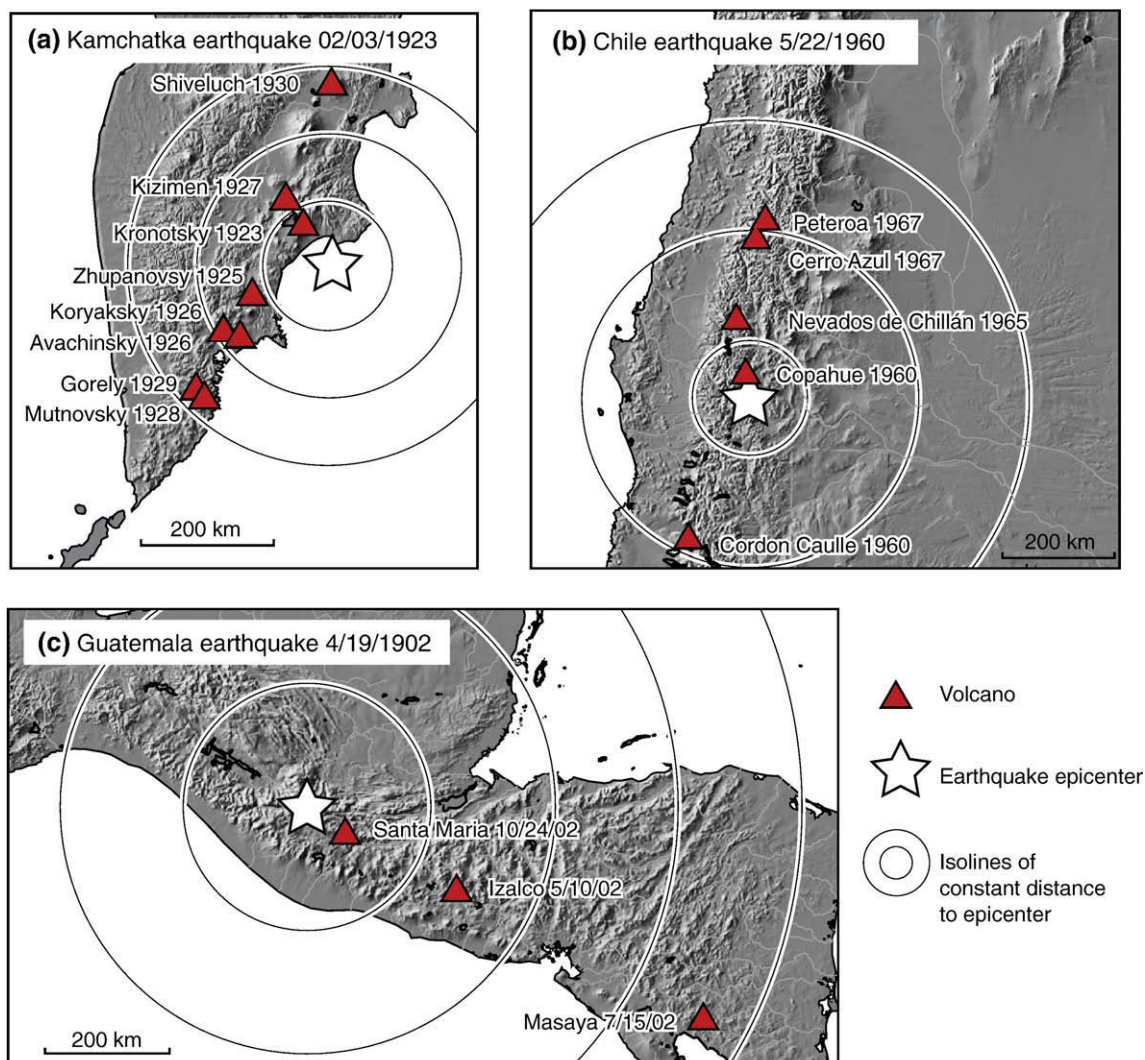 (a) Kamchatka earthquake 02/03/1923
Shiveluch 1930
Kizimen 1927
Kronotsky 1923
Zhupanovsy 1925
Koryaksky 1926
Avachinsky 1926
Gorely 1929
Mutnovsky 1928
200 km
(b) Chile earthquake 5/22/1960
Peteroa 1967
Cerro Azul 1967
Nevados de Chillán 1965
Copahue 1960
Cordon Caulle 1960
200 km
(c) Guatemala earthquake 4/19/1902
Santa Maria 10/24/02
Izalco 5/10/02
Masaya 7/15/02
200 km
Volcano
Earthquake epicenter
Isolines of
constant distance
to epicenter